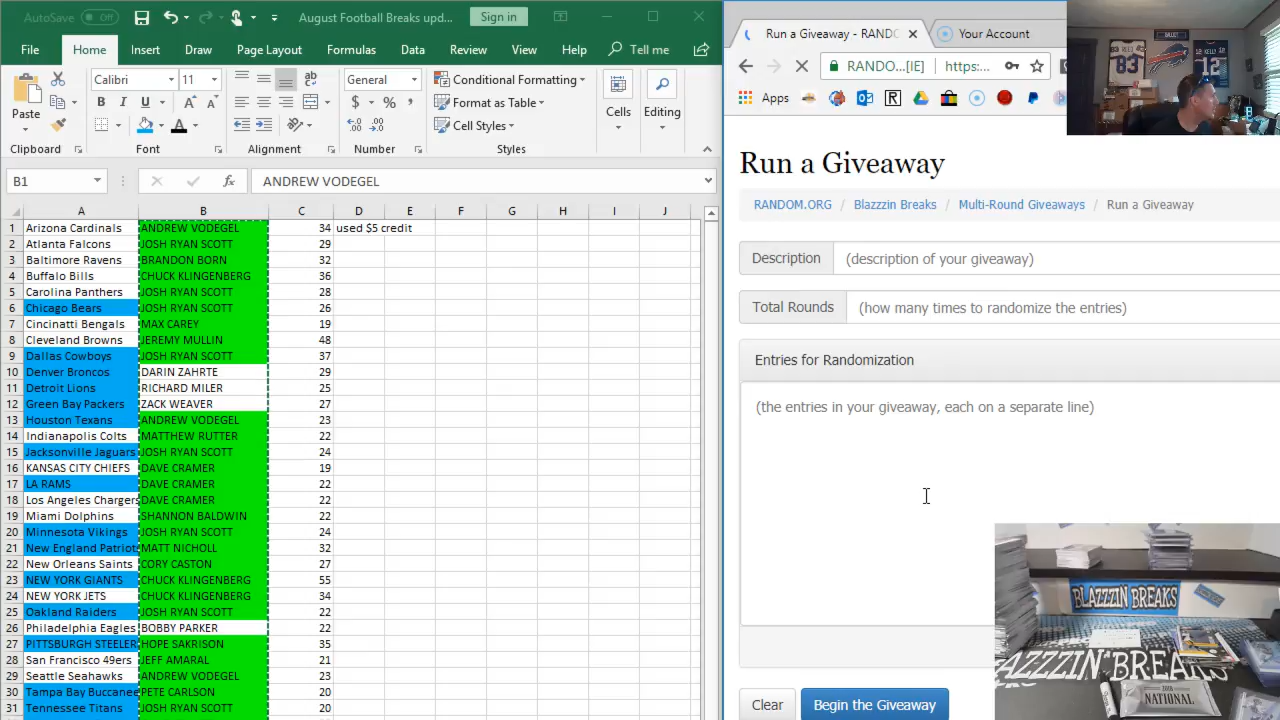 AutoSave Off August Football Breaks upd... Sign in
File Home Insert Draw Page Layout Formulas Data Review View Help Tell me
Paste Calibri 11 General Conditional Formatting
B I U Format as Table
Cell Styles Cells Editing
Clipboard Font Alignment Number Styles
B1 fx ANDREW VODEGEL
A B C D E F G H I J
1 Arizona Cardinals ANDREW VODEGEL 34 used $5 credit
2 Atlanta Falcons JOSH RYAN SCOTT 29
3 Baltimore Ravens BRANDON BORN 32
4 Buffalo Bills CHUCK KLINGENBERG 36
5 Carolina Panthers JOSH RYAN SCOTT 28
6 Chicago Bears JOSH RYAN SCOTT 26
7 Cincinatti Bengals MAX CAREY 19
8 Cleveland Browns JEREMY MULLIN 48
9 Dallas Cowboys JOSH RYAN SCOTT 37
10 Denver Broncos DARIN ZAHRTE 29
11 Detroit Lions RICHARD MILER 25
12 Green Bay Packers ZACK WEAVER 27
13 Houston Texans ANDREW VODEGEL 23
14 Indianapolis Colts MATTHEW RUTTER 22
15 Jacksonville Jaguars JOSH RYAN SCOTT 24
16 KANSAS CITY CHIEFS DAVE CRAMER 19
17 LA RAMS DAVE CRAMER 22
18 Los Angeles Chargers DAVE CRAMER 22
19 Miami Dolphins SHANNON BALDWIN 22
20 Minnesota Vikings JOSH RYAN SCOTT 24
21 New England Patriot MATT NICHOLL 32
22 New Orleans Saints CORY CASTON 27
23 NEW YORK GIANTS CHUCK KLINGENBERG 55
24 NEW YORK JETS CHUCK KLINGENBERG 34
25 Oakland Raiders JOSH RYAN SCOTT 22
26 Philadelphia Eagles BOBBY PARKER 22
27 PITTSBURGH STEELER HOPE SAKRISON 35
28 San Francisco 49ers JEFF AMARAL 21
29 Seattle Seahawks ANDREW VODEGEL 23
30 Tampa Bay Buccanee PETE CARLSON 20
31 Tennessee Titans JOSH RYAN SCOTT 20
Run a Giveaway - RANDO Your Account
RANDO...[IE] https:...
Apps
Run a Giveaway
RANDOM.ORG Blazzzin Breaks Multi-Round Giveaways Run a Giveaway
Description (description of your giveaway)
Total Rounds (how many times to randomize the entries)
Entries for Randomization
(the entries in your giveaway, each on a separate line)
Clear Begin the Giveaway
REED KELLY
83 12
BLAZZZIN BREAKS
AZZZIN BREAKS
NATIONAL